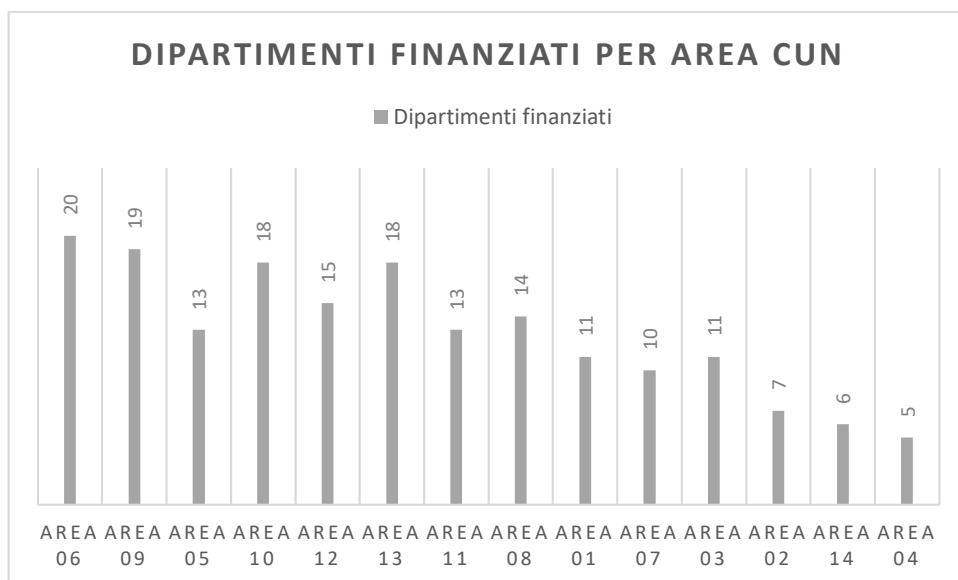 DIPARTIMENTI FINANZIATI PER AREA CUN
Dipartimenti finanziati
20
19
13
18
15
18
13
14
11
10
11
7
6
5
AREA 06
AREA 09
AREA 05
AREA 10
AREA 12
AREA 13
AREA 11
AREA 08
AREA 01
AREA 07
AREA 03
AREA 02
AREA 14
AREA 04